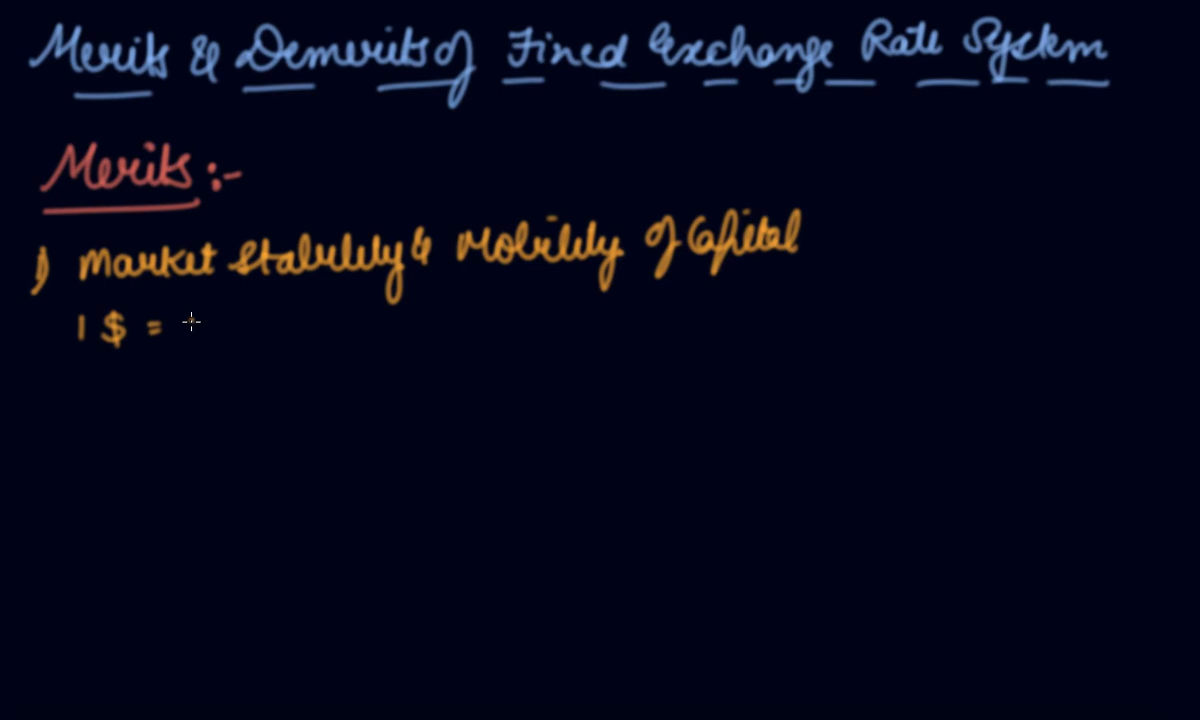 Merits & Demerits of Fixed Exchange Rate System
Merits :-
1) Market Stability & Mobility of Capital
1 $ =